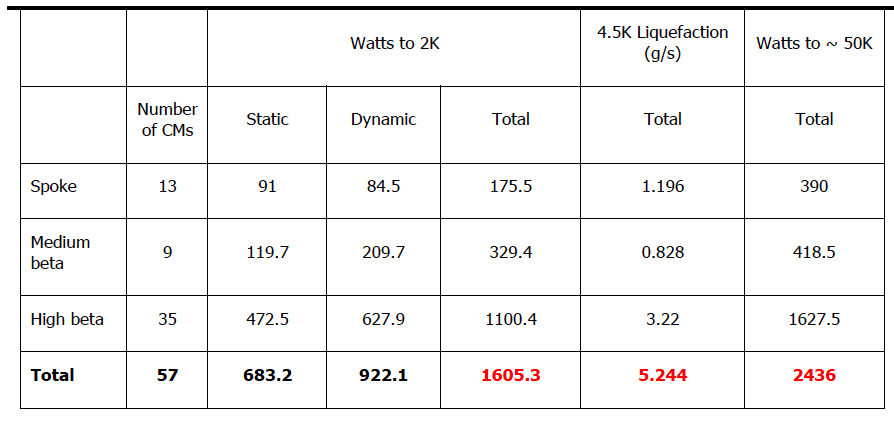 Watts to 2K
4.5K Liquefaction
(g/s)
Watts to ~ 50K
Number
of CMs
Static
Dynamic
Total
Total
Total
Spoke
13
91
84.5
175.5
1.196
390
Medium
beta
9
119.7
209.7
329.4
0.828
418.5
High beta
35
472.5
627.9
1100.4
3.22
1627.5
Total
57
683.2
922.1
1605.3
5.244
2436